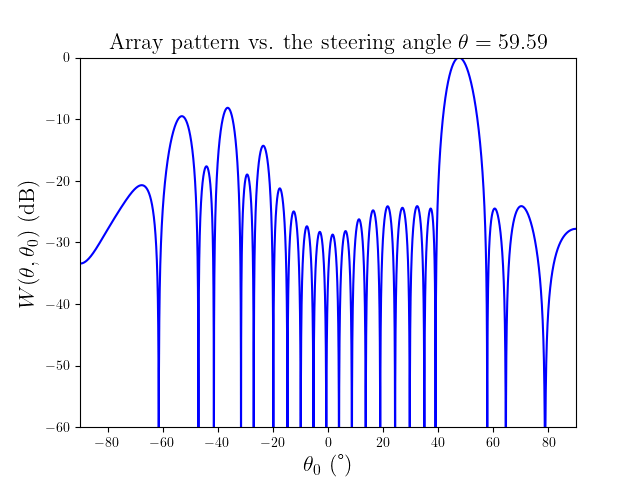 Array pattern vs. the steering angle θ = 59.59
W(θ, θ₀) (dB)
0
−10
−20
−30
−40
−50
−60
−80 −60 −40 −20 0 20 40 60 80
θ₀ (°)